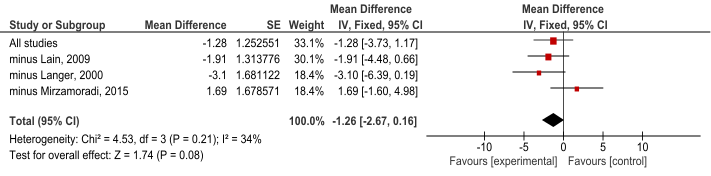 Mean Difference Mean Difference
Study or Subgroup Mean Difference SE Weight IV, Fixed, 95% CI IV, Fixed, 95% CI
All studies -1.28 1.252551 33.1% -1.28 [-3.73, 1.17]
minus Lain, 2009 -1.91 1.313776 30.1% -1.91 [-4.48, 0.66]
minus Langer, 2000 -3.1 1.681122 18.4% -3.10 [-6.39, 0.19]
minus Mirzamoradi, 2015 1.69 1.678571 18.4% 1.69 [-1.60, 4.98]
Total (95% CI) 100.0% -1.26 [-2.67, 0.16]
Heterogeneity: Chi² = 4.53, df = 3 (P = 0.21); I² = 34%
Test for overall effect: Z = 1.74 (P = 0.08)
-10 -5 0 5 10
Favours [experimental] Favours [control]